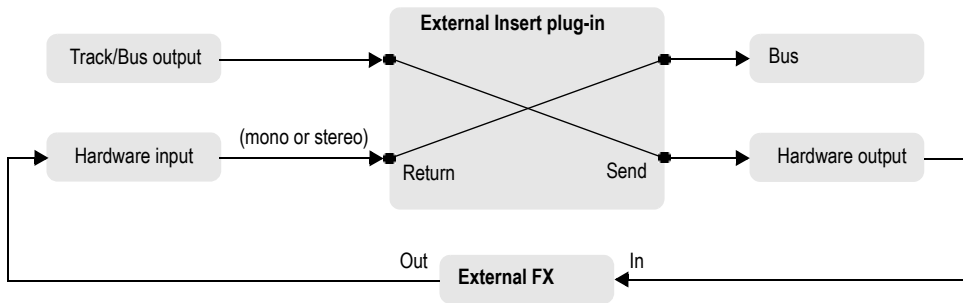 External Insert plug-in
Track/Bus output
Bus
(mono or stereo)
Hardware input
Hardware output
Return
Send
Out
In
External FX